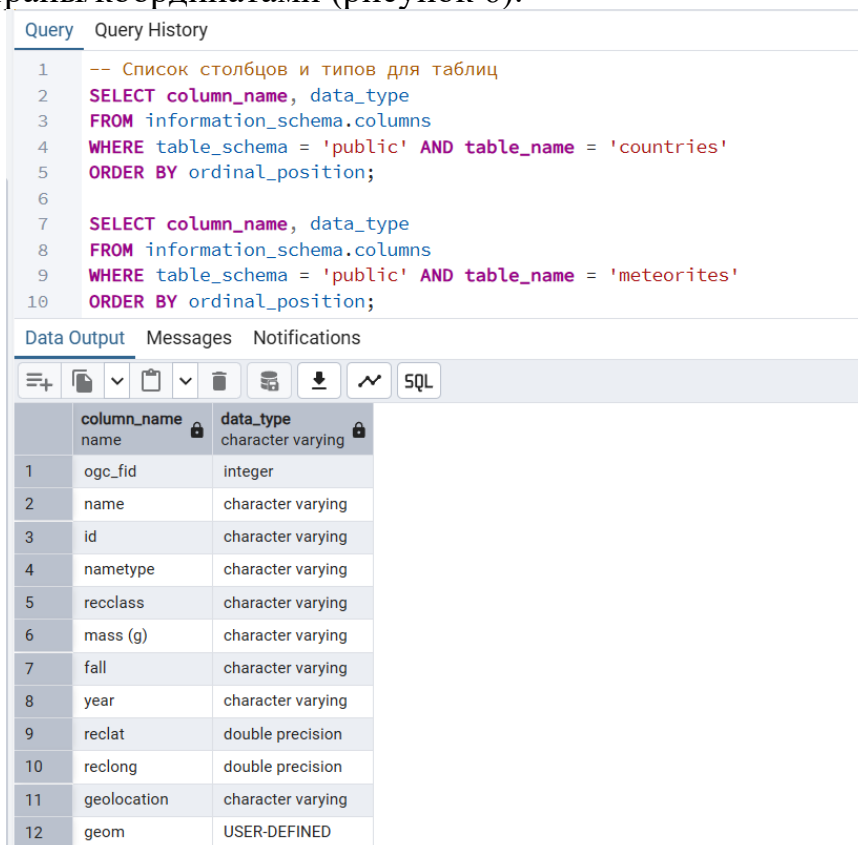 координатами (рисунок 6).
Query Query History
1 -- Список столбцов и типов для таблиц
2 SELECT column_name, data_type
3 FROM information_schema.columns
4 WHERE table_schema = 'public' AND table_name = 'countries'
5 ORDER BY ordinal_position;
6
7 SELECT column_name, data_type
8 FROM information_schema.columns
9 WHERE table_schema = 'public' AND table_name = 'meteorites'
10 ORDER BY ordinal_position;
Data Output Messages Notifications
SQL
column_name data_type
name character varying
1 ogc_fid integer
2 name character varying
3 id character varying
4 nametype character varying
5 recclass character varying
6 mass (g) character varying
7 fall character varying
8 year character varying
9 reclat double precision
10 reclong double precision
11 geolocation character varying
12 geom USER-DEFINED